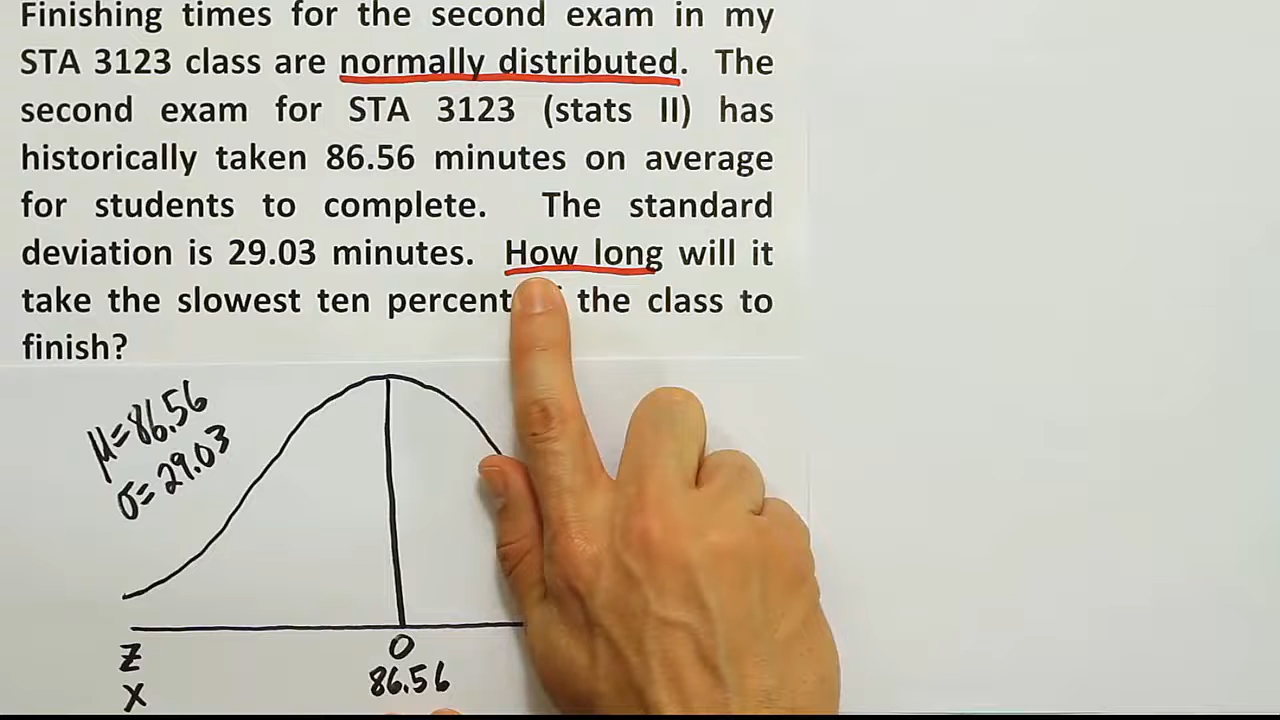 Finishing times for the second exam in my
STA 3123 class are normally distributed. The
second exam for STA 3123 (stats II) has
historically taken 86.56 minutes on average
for students to complete. The standard
deviation is 29.03 minutes. How long will it
take the slowest ten percent the class to
finish?
μ=86.56
σ=29.03
Z 0
X 86.56